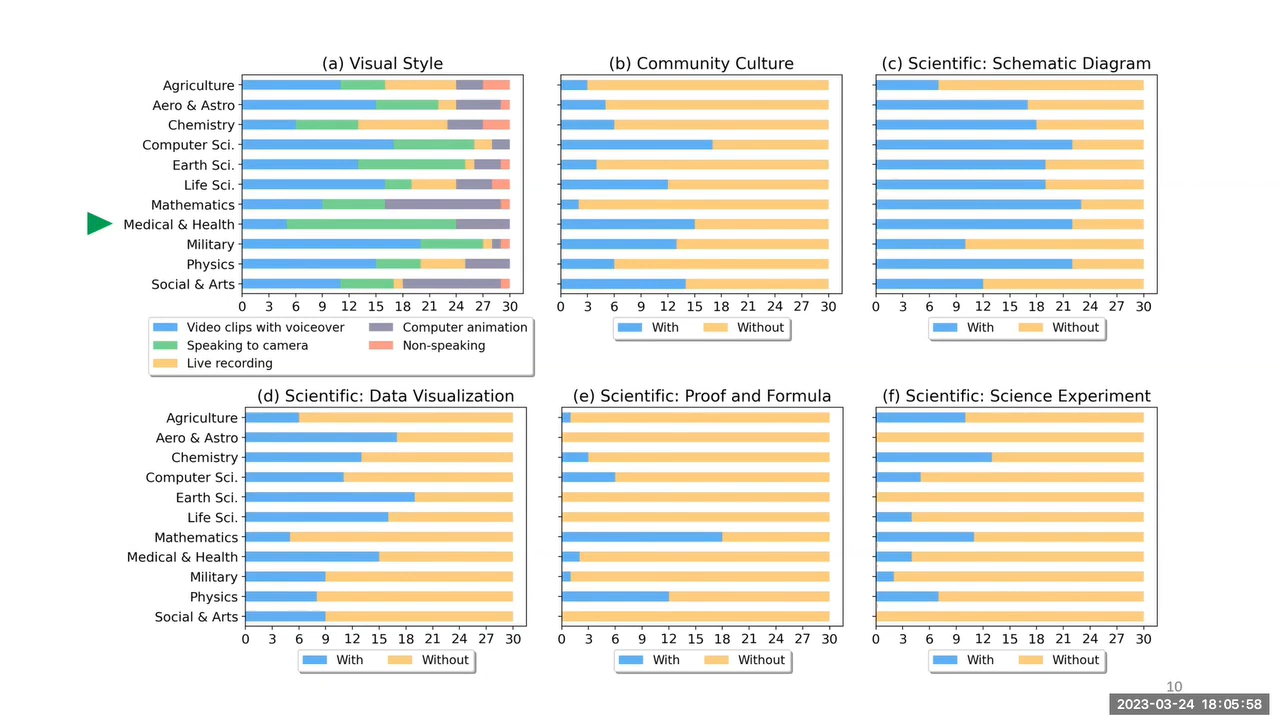 (a) Visual Style
Agriculture
Aero & Astro
Chemistry
Computer Sci.
Earth Sci.
Life Sci.
Mathematics
Medical & Health
Military
Physics
Social & Arts
0 3 6 9 12 15 18 21 24 27 30
Video clips with voiceover
Speaking to camera
Live recording
Computer animation
Non-speaking
(b) Community Culture
0 3 6 9 12 15 18 21 24 27 30
With Without
(c) Scientific: Schematic Diagram
0 3 6 9 12 15 18 21 24 27 30
With Without
(d) Scientific: Data Visualization
Agriculture
Aero & Astro
Chemistry
Computer Sci.
Earth Sci.
Life Sci.
Mathematics
Medical & Health
Military
Physics
Social & Arts
0 3 6 9 12 15 18 21 24 27 30
With Without
(e) Scientific: Proof and Formula
0 3 6 9 12 15 18 21 24 27 30
With Without
(f) Scientific: Science Experiment
0 3 6 9 12 15 18 21 24 27 30
With Without
10
2023-03-24 18:05:58